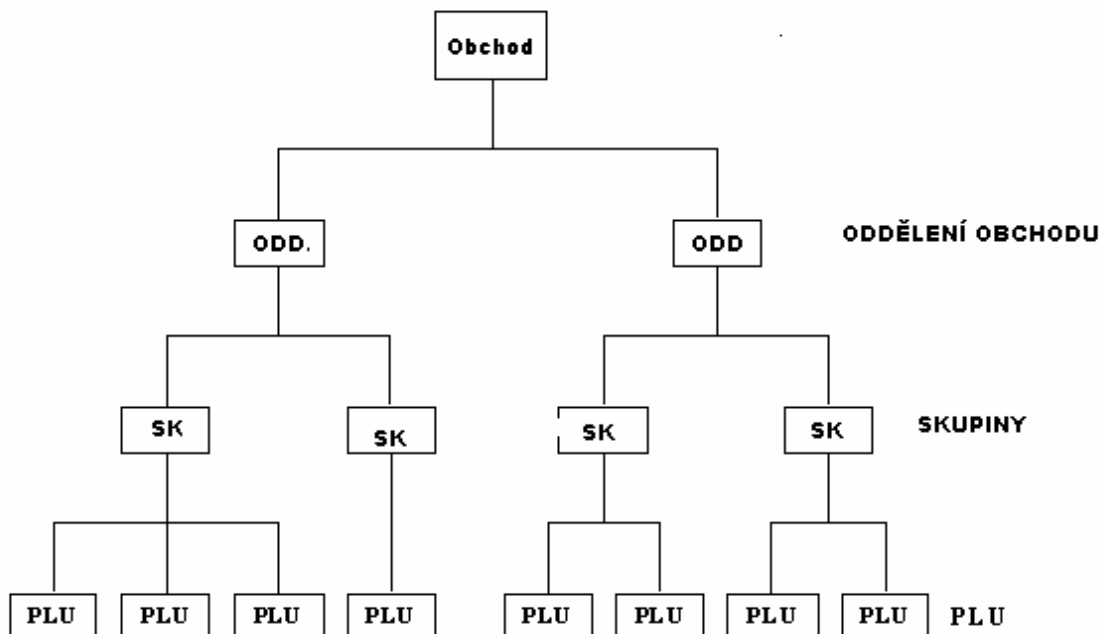 Obchod
ODD.
ODD
ODDĚLENÍ OBCHODU
SK
SK
SK
SK
SKUPINY
PLU
PLU
PLU
PLU
PLU
PLU
PLU
PLU
PLU